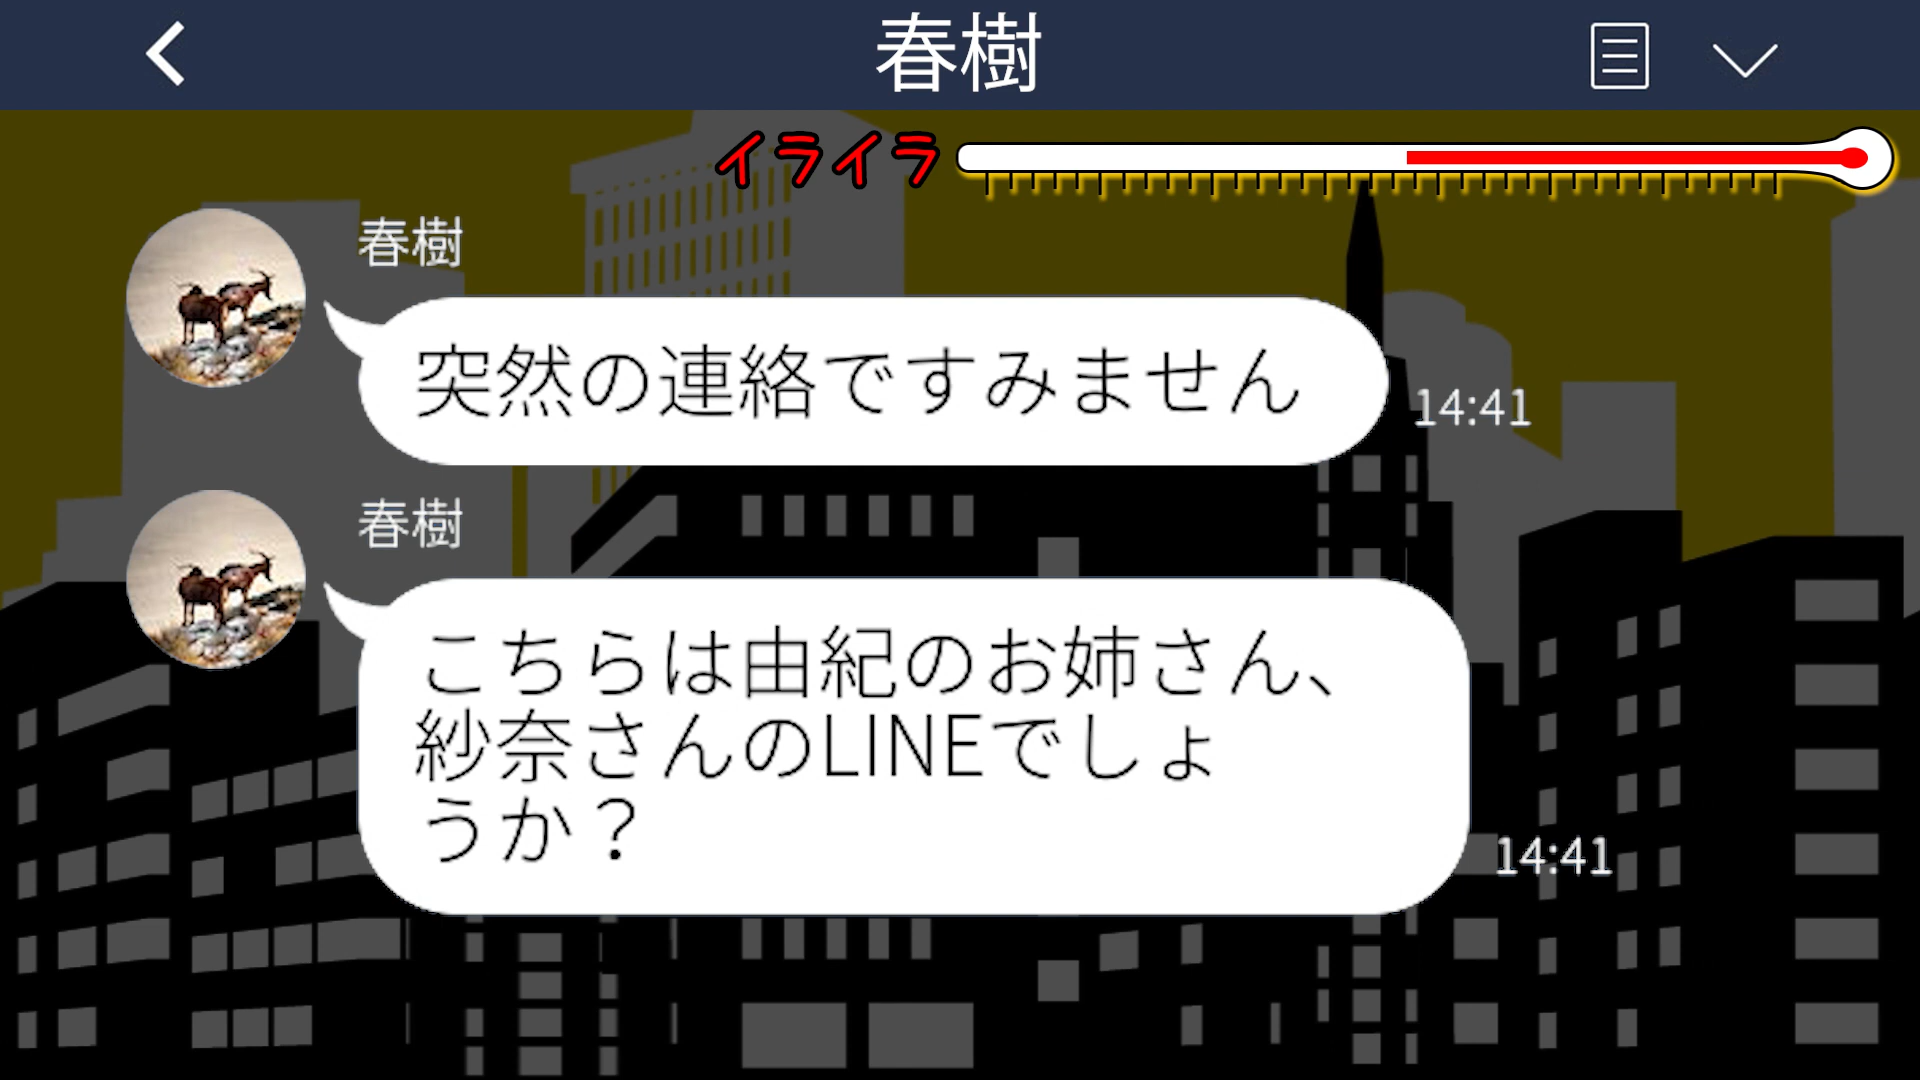 春樹
イライラ
春樹
突然の連絡ですみません
14:41
春樹
こちらは由紀のお姉さん、
紗奈さんのLINEでしょ
うか？
14:41